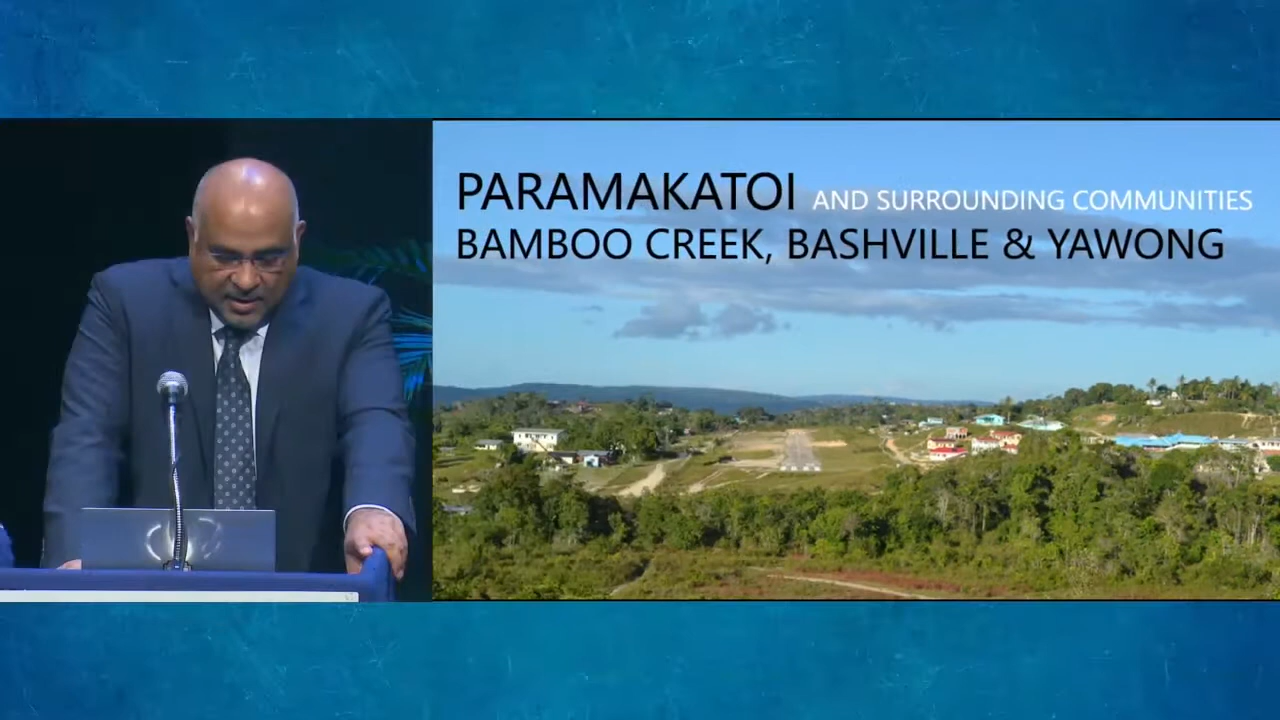 PARAMAKATOI AND SURROUNDING COMMUNITIES
BAMBOO CREEK, BASHVILLE & YAWONG